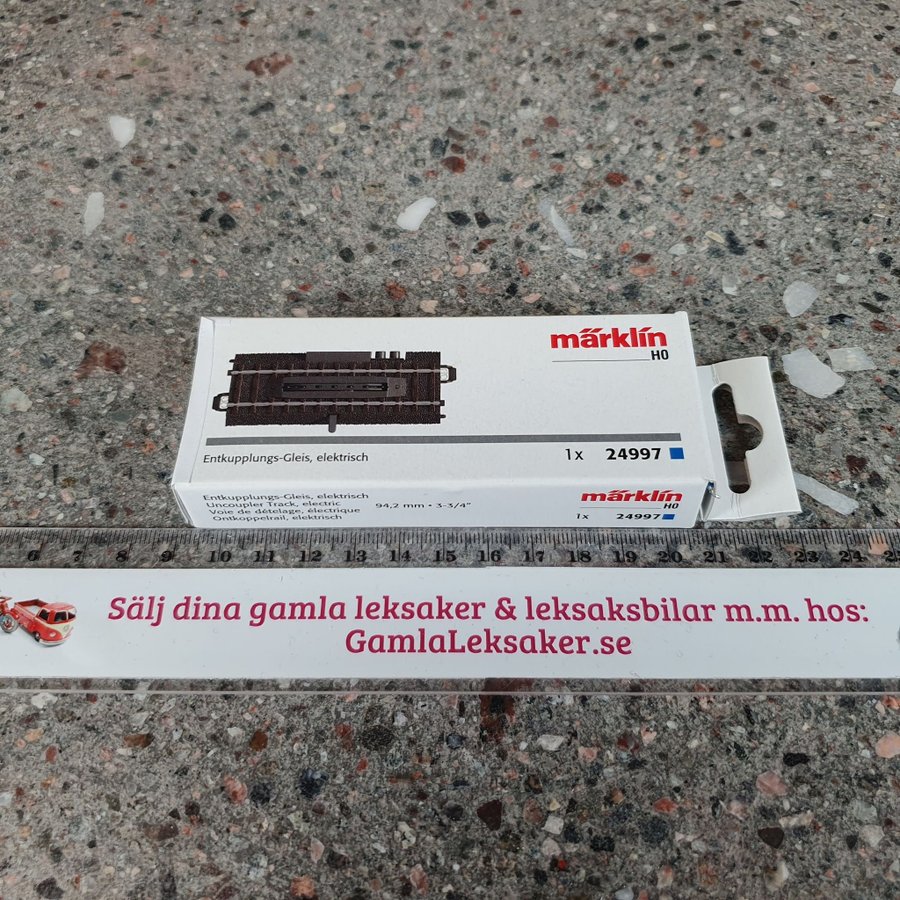 märklin
H0
Entkupplungs-Gleis, elektrisch
1x 24997
Entkupplungs-Gleis, elektrisch
Uncoupler Track, electric
Voie de dételage, électrique
Ontkoppelrail, elektrisch
94,2 mm • 3-3/4"
märklin
H0
1x 24997
6 7 8 9 10 11 12 13 14 15 16 17 18 19 20 21 22 23 24
Sälj dina gamla leksaker & leksaksbilar m.m. hos:
GamlaLeksaker.se